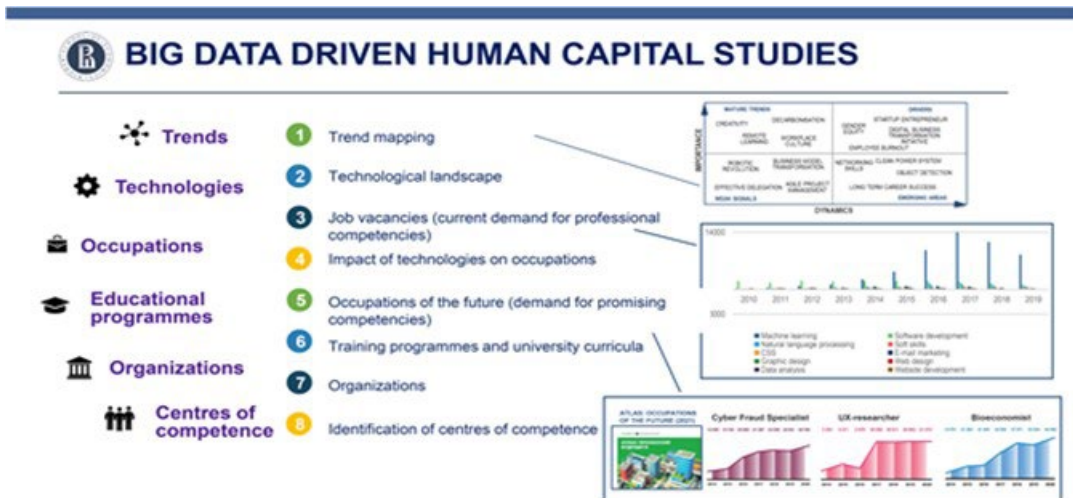 BIG DATA DRIVEN HUMAN CAPITAL STUDIES
Trends
Technologies
Occupations
Educational
programmes
Organizations
Centres of
competence
1 Trend mapping
2 Technological landscape
3 Job vacancies (current demand for professional
competencies)
4 Impact of technologies on occupations
5 Occupations of the future (demand for promising
competencies)
6 Training programmes and university curricula
7 Organizations
8 Identification of centres of competence
IMPORTANCE
MATURE TRENDS
CREATIVITY
DECARBONISATION
REMOTE
LEARNING
WORKPLACE
CULTURE
DRIVERS
STARTUP ENTREPRENEUR
GENDER
EQUITY
DIGITAL BUSINESS
TRANSFORMATION
INITIATIVE
EMPLOYEE BURNOUT
ROBOTIC
REVOLUTION
BUSINESS MODEL
TRANSFORMATION
EFFECTIVE DELEGATION
AGILE PROJECT
MANAGEMENT
WEAK SIGNALS
NETWORKING
SKILLS
CLEAN POWER SYSTEM
OBJECT DETECTION
LONG TERM CAREER SUCCESS
EMERGING AREAS
DYNAMICS
14000
2010 2011 2012 2013 2014 2015 2016 2017 2018 2019
Machine learning
Natural language processing
CSS
Graphic design
Data analysis
Software development
Soft skills
E-mail marketing
Web design
Website development
ATLAS: OCCUPATIONS
OF THE FUTURE (2021)
Cyber Fraud Specialist
UX-researcher
Bioeconomist